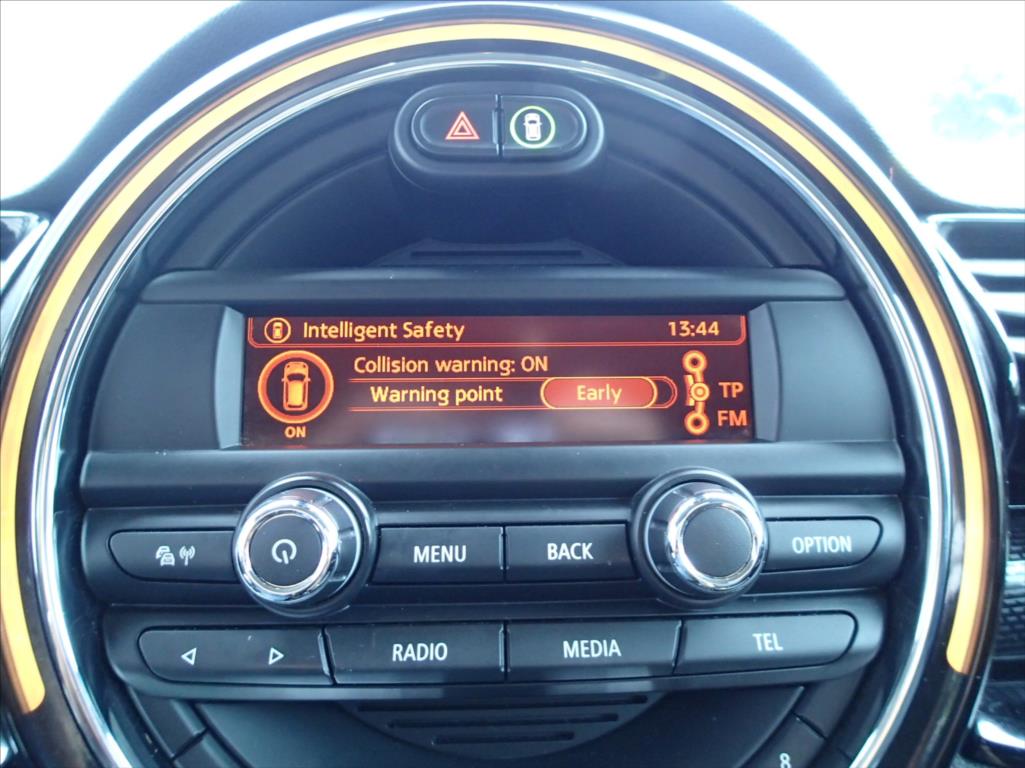 Intelligent Safety 13:44
Collision warning: ON
Warning point Early TP
ON FM
MENU BACK OPTION
RADIO MEDIA TEL
8